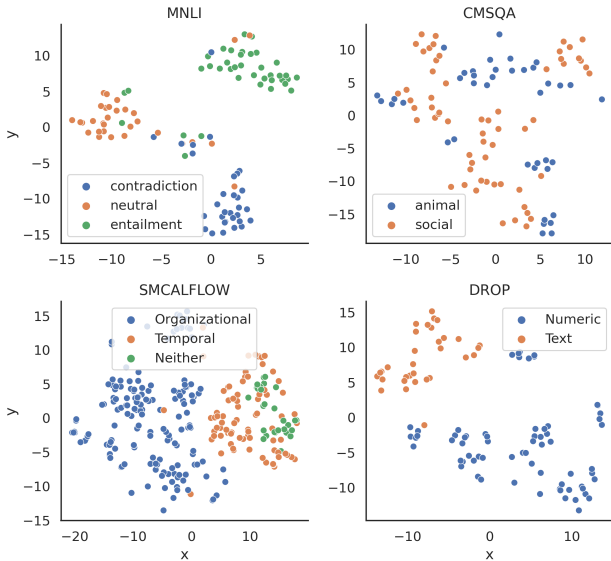 MNLI
10
5
0
−5
−10
−15
y
−15
−10
−5
0
5
contradiction
neutral
entailment
CMSQA
10
5
0
−5
−10
−15
−10
0
10
animal
social
SMCALFLOW
15
10
5
0
−5
−10
−15
y
−20
−10
0
10
x
Organizational
Temporal
Neither
DROP
15
10
5
0
−5
−10
−10
0
10
x
Numeric
Text